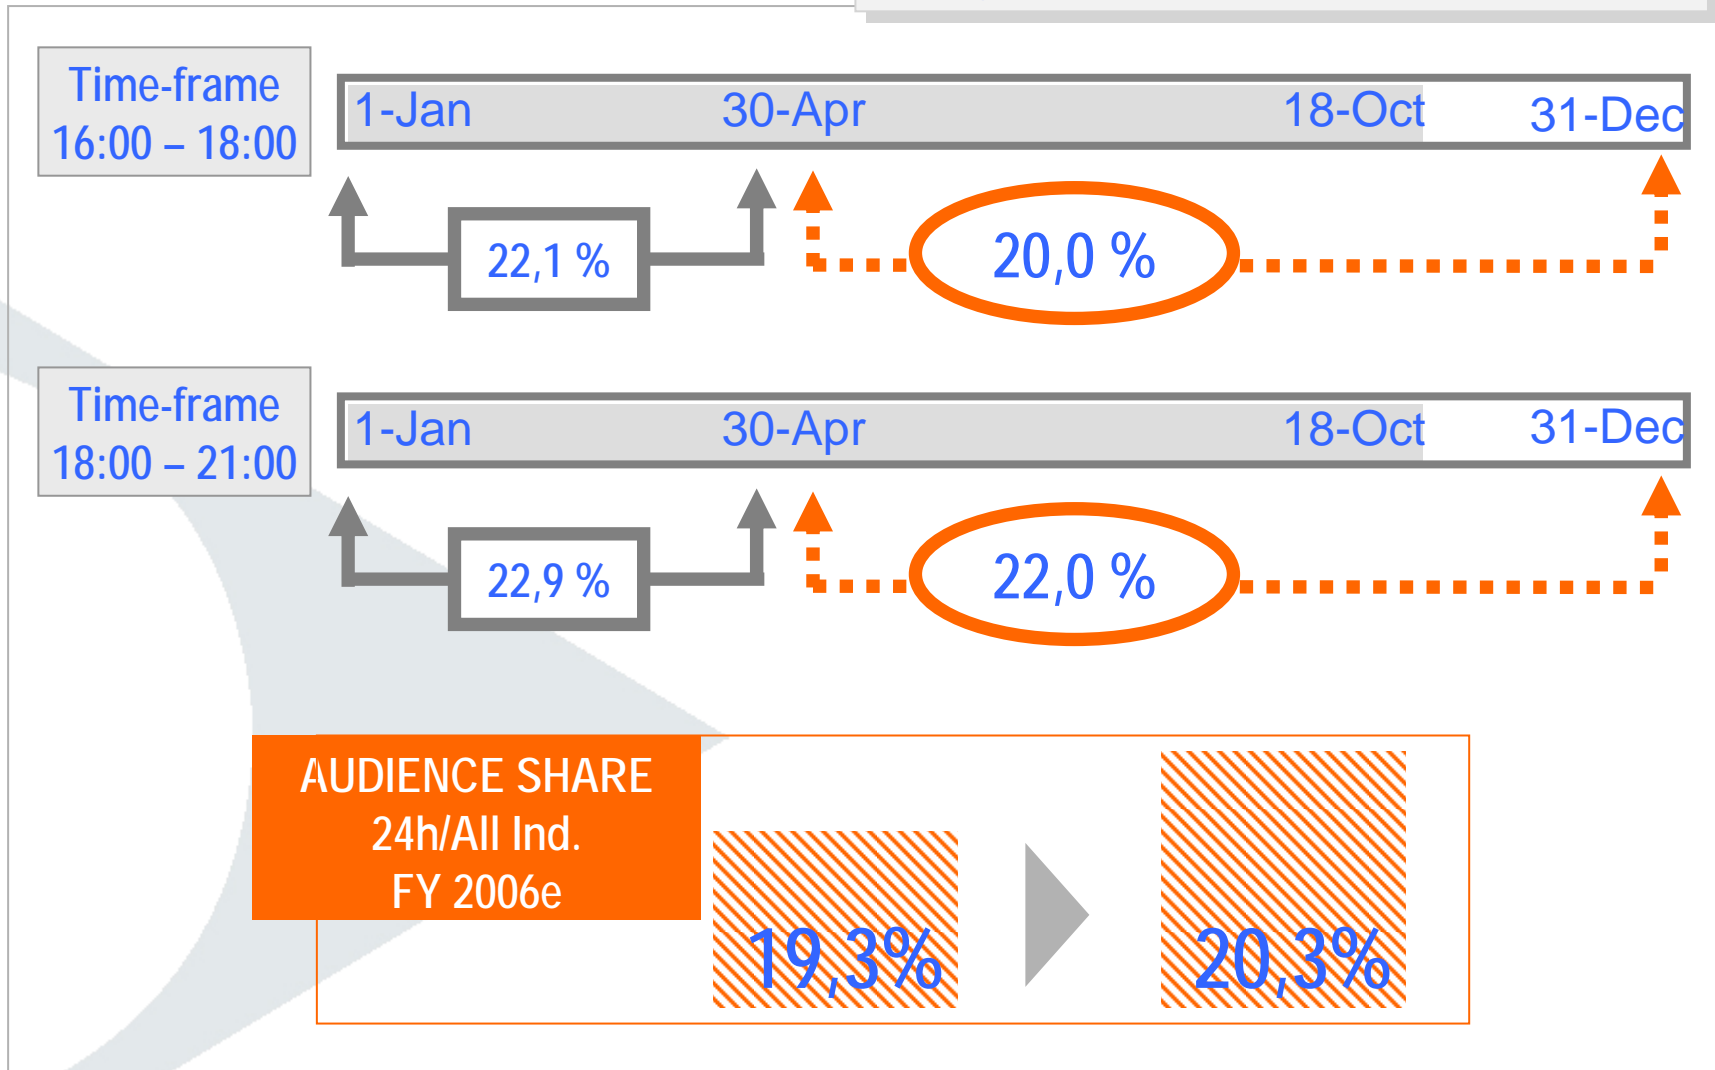 Time-frame
16:00 – 18:00
1-Jan 30-Apr 18-Oct 31-Dec
22,1 % 20,0 %
Time-frame
18:00 – 21:00
1-Jan 30-Apr 18-Oct 31-Dec
22,9 % 22,0 %
AUDIENCE SHARE
24h/All Ind.
FY 2006e
19,3% 20,3%